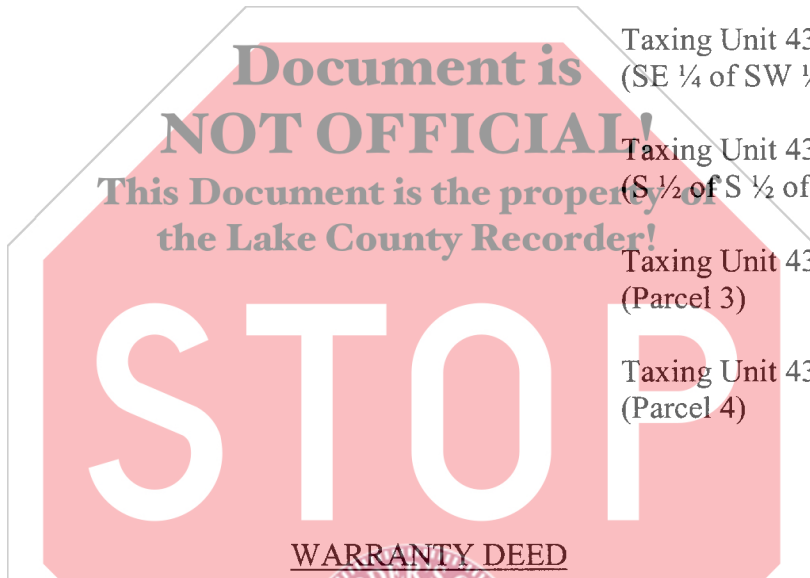 Taxing Unit 43
Document is
(SE ¼ of SW
NOT OFFICIAL!
Taxing Unit 43
This Document is the property of
(S ½ of S ½ of
the Lake County Recorder!
Taxing Unit 43
(Parcel 3)
STOP
Taxing Unit 43
(Parcel 4)
WARRANTY DEED